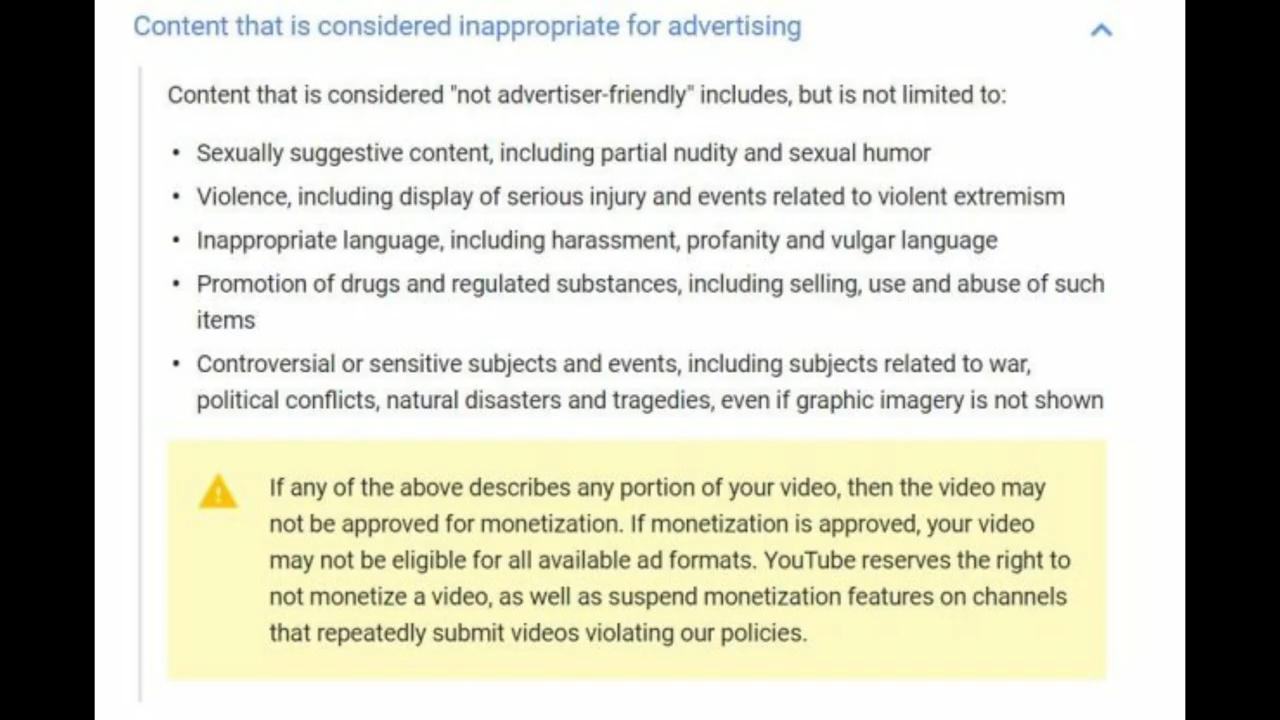 Content that is considered inappropriate for advertising
Content that is considered "not advertiser-friendly" includes, but is not limited to:
• Sexually suggestive content, including partial nudity and sexual humor
• Violence, including display of serious injury and events related to violent extremism
• Inappropriate language, including harassment, profanity and vulgar language
• Promotion of drugs and regulated substances, including selling, use and abuse of such
items
• Controversial or sensitive subjects and events, including subjects related to war,
political conflicts, natural disasters and tragedies, even if graphic imagery is not shown
If any of the above describes any portion of your video, then the video may
not be approved for monetization. If monetization is approved, your video
may not be eligible for all available ad formats. YouTube reserves the right to
not monetize a video, as well as suspend monetization features on channels
that repeatedly submit videos violating our policies.